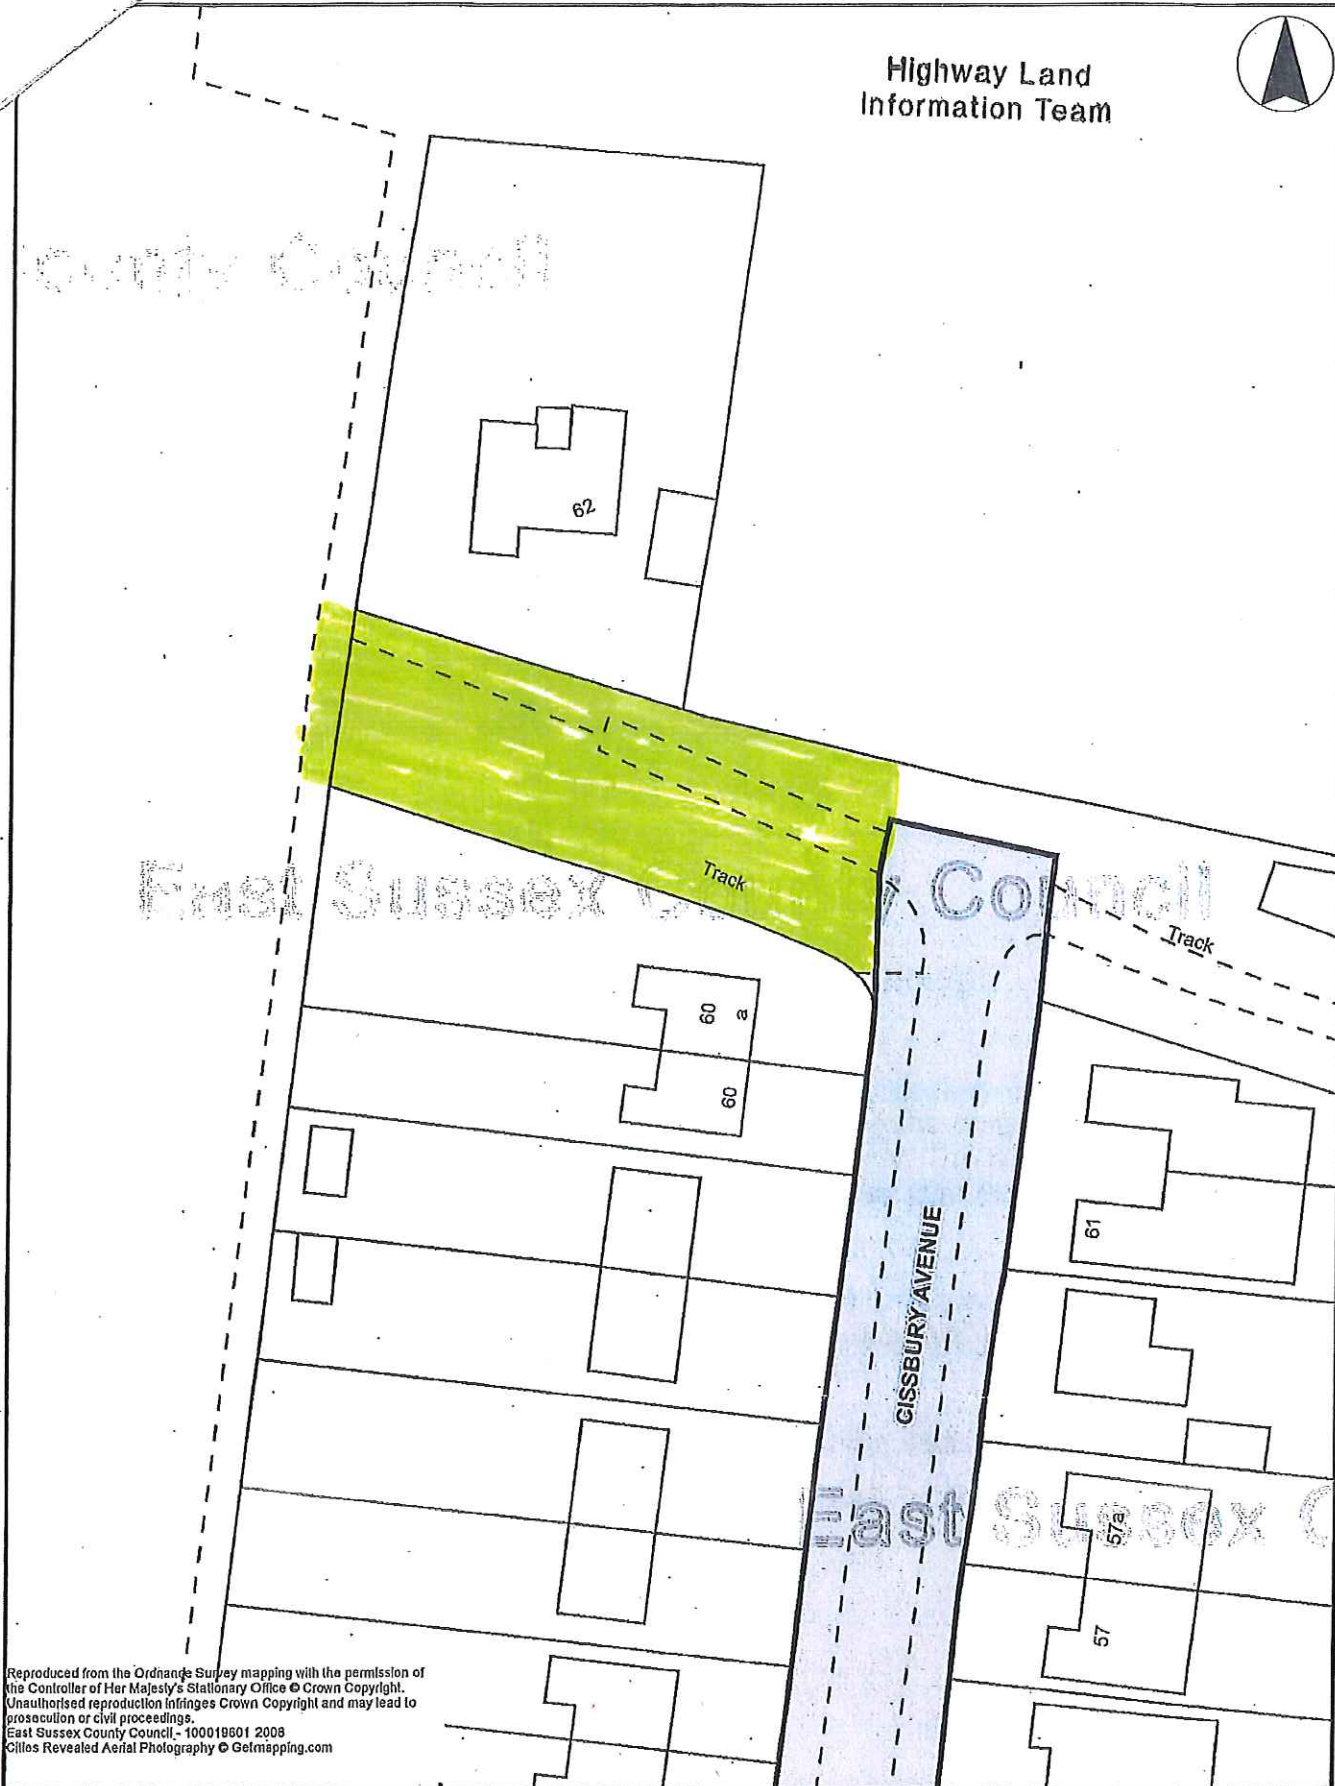 Highway Land
Information Team
ounty Council
62
Track
East Sussex County Council
Track
60
a
60
61
CISSBURY AVENUE
East Sussex C
57a
57
Reproduced from the Ordnance Survey mapping with the permission of
the Controller of Her Majesty's Stationary Office © Crown Copyright.
Unauthorised reproduction infringes Crown Copyright and may lead to
prosecution or civil proceedings.
East Sussex County Council - 100019601 2008
Cities Revealed Aerial Photography © Getmapping.com